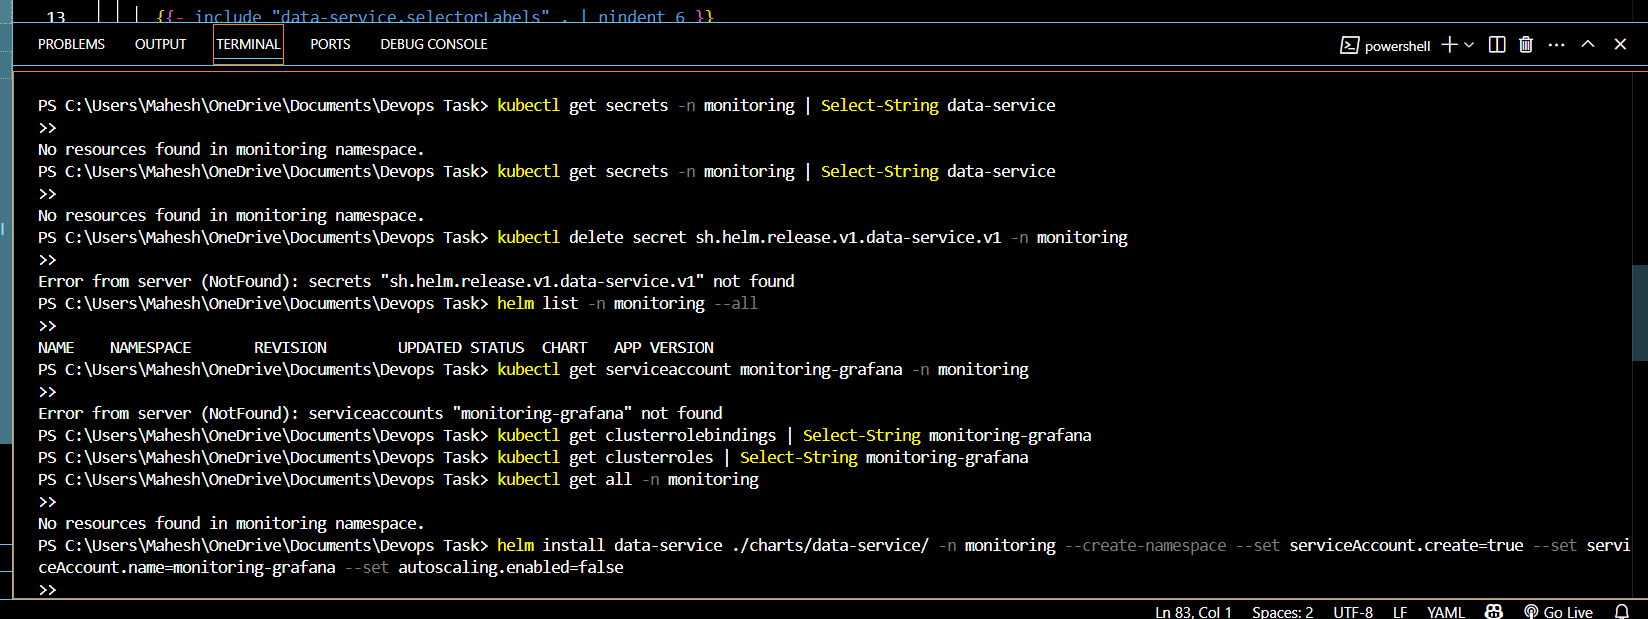 13 {{- include "data-service.selectorLabels" . | nindent 6 }}
PROBLEMS OUTPUT TERMINAL PORTS DEBUG CONSOLE powershell
PS C:\Users\Mahesh\OneDrive\Documents\Devops Task> kubectl get secrets -n monitoring | Select-String data-service
>>
No resources found in monitoring namespace.
PS C:\Users\Mahesh\OneDrive\Documents\Devops Task> kubectl get secrets -n monitoring | Select-String data-service
>>
No resources found in monitoring namespace.
PS C:\Users\Mahesh\OneDrive\Documents\Devops Task> kubectl delete secret sh.helm.release.v1.data-service.v1 -n monitoring
>>
Error from server (NotFound): secrets "sh.helm.release.v1.data-service.v1" not found
PS C:\Users\Mahesh\OneDrive\Documents\Devops Task> helm list -n monitoring --all
>>
NAME NAMESPACE REVISION UPDATED STATUS CHART APP VERSION
PS C:\Users\Mahesh\OneDrive\Documents\Devops Task> kubectl get serviceaccount monitoring-grafana -n monitoring
>>
Error from server (NotFound): serviceaccounts "monitoring-grafana" not found
PS C:\Users\Mahesh\OneDrive\Documents\Devops Task> kubectl get clusterrolebindings | Select-String monitoring-grafana
PS C:\Users\Mahesh\OneDrive\Documents\Devops Task> kubectl get clusterroles | Select-String monitoring-grafana
PS C:\Users\Mahesh\OneDrive\Documents\Devops Task> kubectl get all -n monitoring
>>
No resources found in monitoring namespace.
PS C:\Users\Mahesh\OneDrive\Documents\Devops Task> helm install data-service ./charts/data-service/ -n monitoring --create-namespace --set serviceAccount.create=true --set servi
ceAccount.name=monitoring-grafana --set autoscaling.enabled=false
>>
Ln 83, Col 1 Spaces: 2 UTF-8 LF YAML Go Live